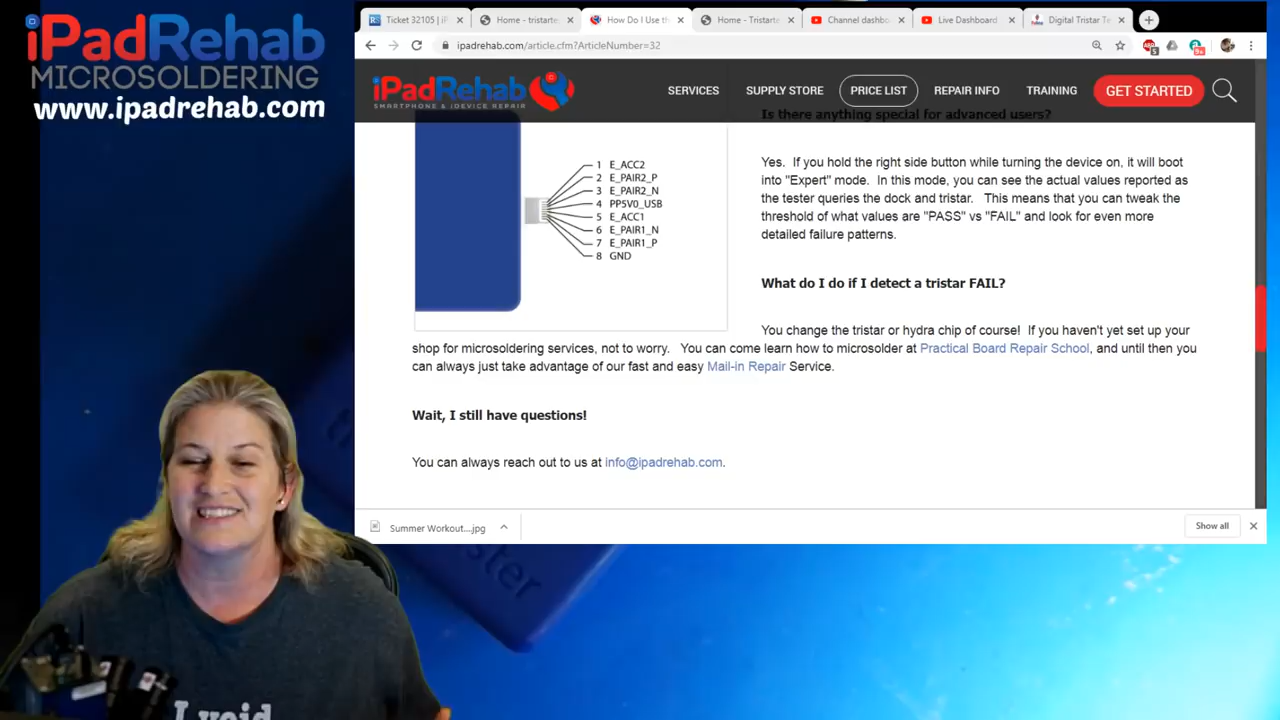 iPadRehab
MICROSOLDERING
www.ipadrehab.com
Ticket 32105 | iP
Home - tristarte
How Do I Use th
Home - Tristarte
Channel dashbo
Live Dashboard
Digital Tristar Te
ipadrehab.com/article.cfm?ArticleNumber=32
iPadRehab
SMARTPHONE & iDEVICE REPAIR
SERVICES
SUPPLY STORE
PRICE LIST
REPAIR INFO
TRAINING
GET STARTED
Is there anything special for advanced users?
1 E_ACC2
2 E_PAIR2_P
3 E_PAIR2_N
4 PP5V0_USB
5 E_ACC1
6 E_PAIR1_N
7 E_PAIR1_P
8 GND
Yes. If you hold the right side button while turning the device on, it will boot
into "Expert" mode. In this mode, you can see the actual values reported as
the tester queries the dock and tristar. This means that you can tweak the
threshold of what values are "PASS" vs "FAIL" and look for even more
detailed failure patterns.
What do I do if I detect a tristar FAIL?
You change the tristar or hydra chip of course! If you haven't yet set up your
shop for microsoldering services, not to worry. You can come learn how to microsolder at Practical Board Repair School, and until then you
can always just take advantage of our fast and easy Mail-in Repair Service.
Wait, I still have questions!
You can always reach out to us at info@ipadrehab.com.
Summer Workout....jpg
Show all